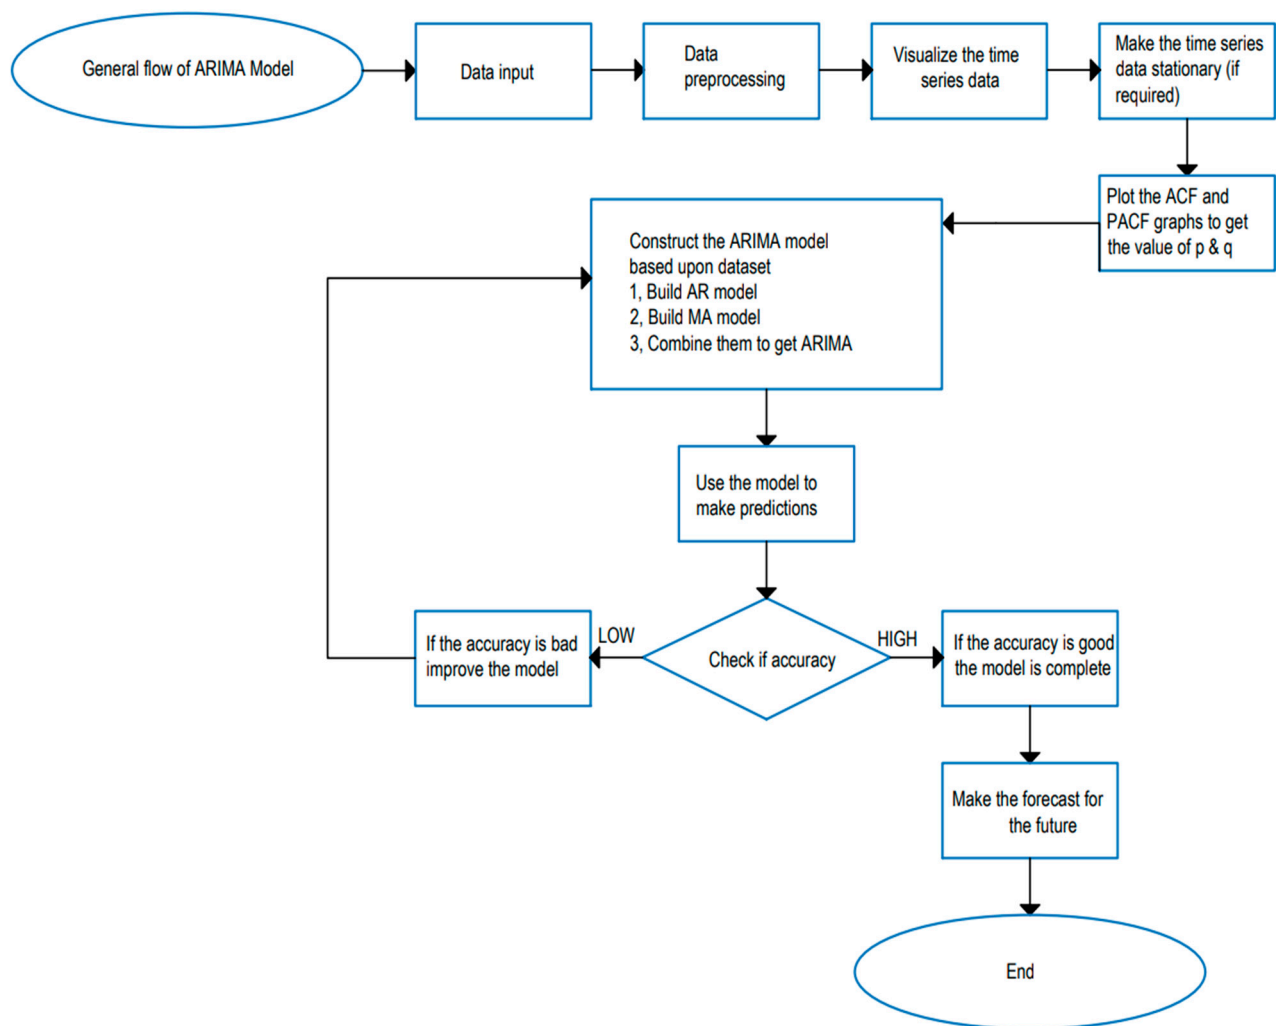 General flow of ARIMA Model
Data input
Data
preprocessing
Visualize the time
series data
Make the time series
data stationary (if
required)
Plot the ACF and
PACF graphs to get
the value of p & q
Construct the ARIMA model
based upon dataset
1, Build AR model
2, Build MA model
3, Combine them to get ARIMA
Use the model to
make predictions
Check if accuracy
LOW
If the accuracy is bad
improve the model
HIGH
If the accuracy is good
the model is complete
Make the forecast for
the future
End